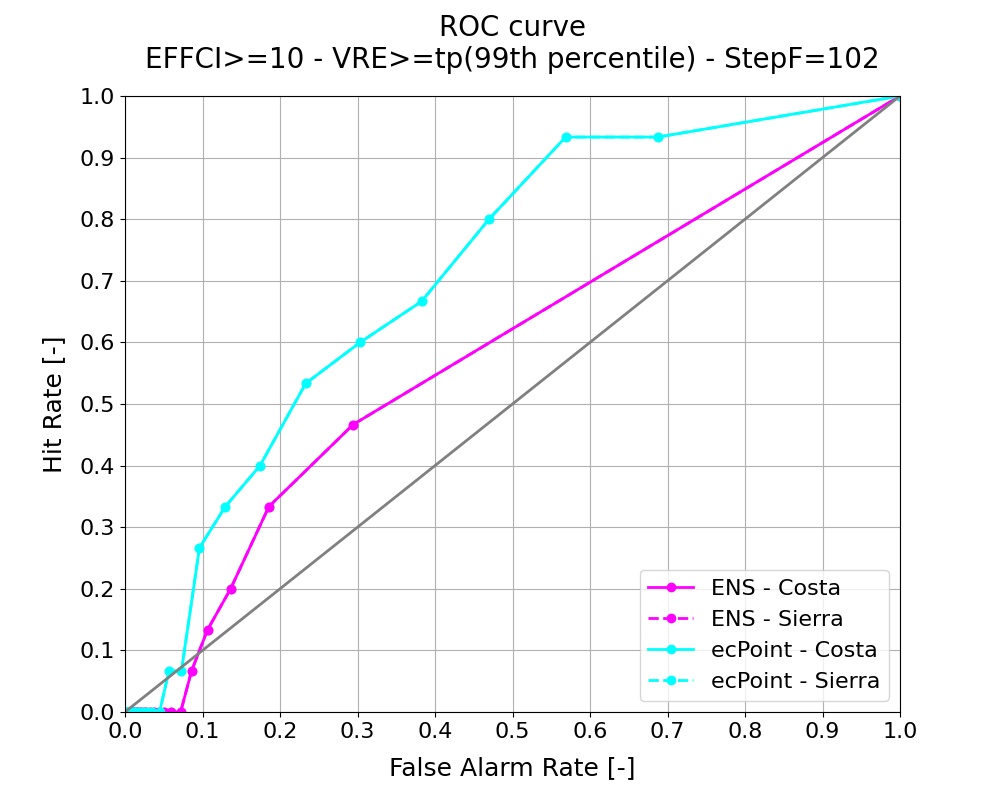 ROC curve
EFFCI>=10 - VRE>=tp(99th percentile) - StepF=102
1.0
0.9
0.8
0.7
0.6
0.5
0.4
0.3
0.2
0.1
0.0
Hit Rate [-]
0.0 0.1 0.2 0.3 0.4 0.5 0.6 0.7 0.8 0.9 1.0
False Alarm Rate [-]
ENS - Costa
ENS - Sierra
ecPoint - Costa
ecPoint - Sierra